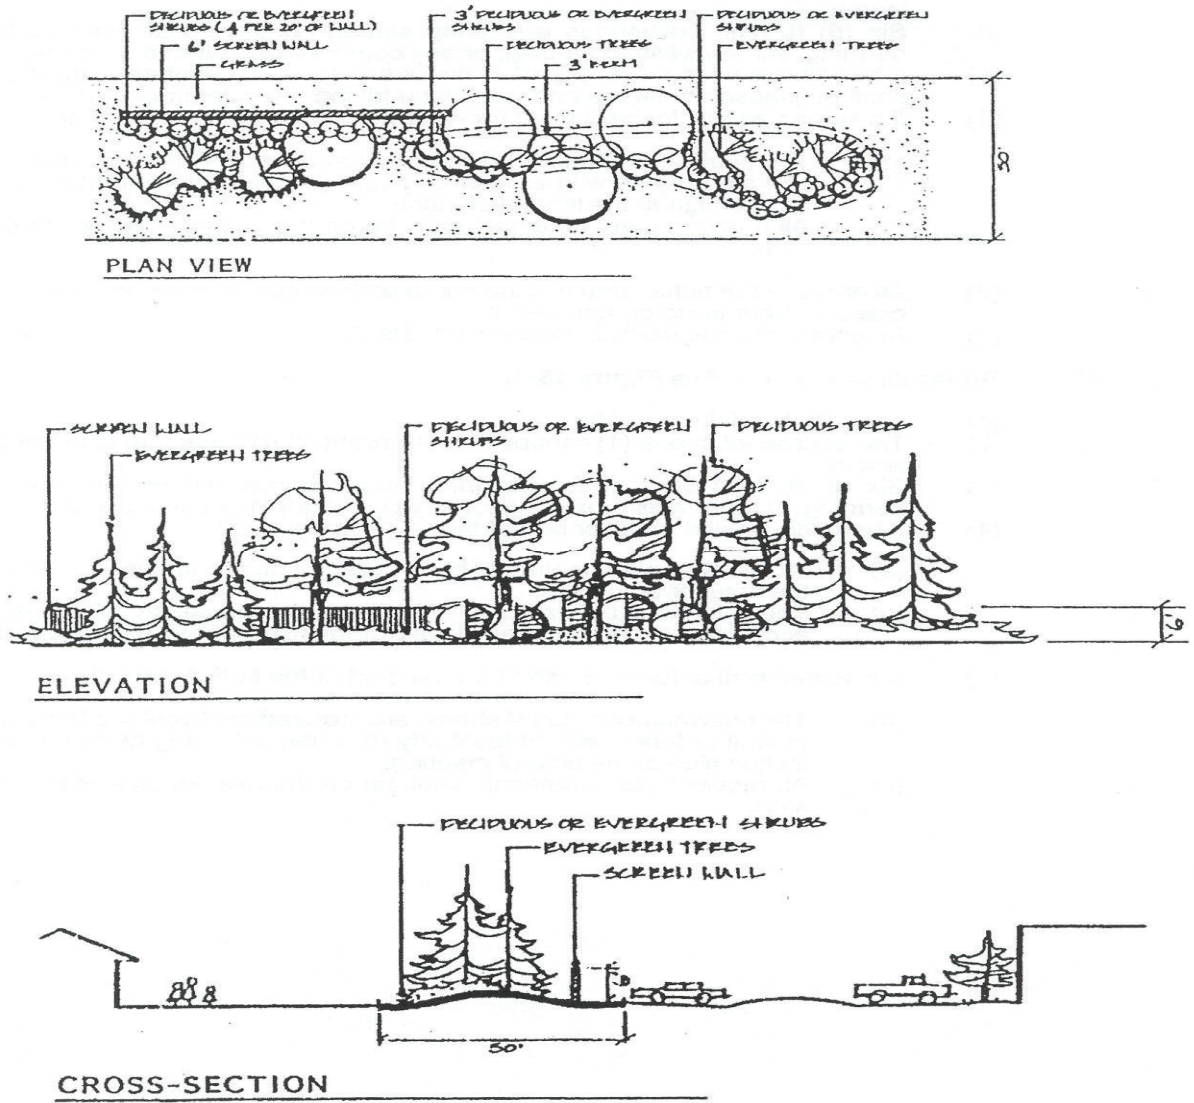 DECIDUOUS OR EVERGREEN
SHRUBS (4 PER 20' OF WALL)
6' SCREEN WALL
GRASS
3' DECIDUOUS OR EVERGREEN
SHRUBS
DECIDUOUS TREES
3' BERM
DECIDUOUS OR EVERGREEN
SHRUBS
EVERGREEN TREES
50'
PLAN VIEW
SCREEN WALL
EVERGREEN TREES
DECIDUOUS OR EVERGREEN
SHRUBS
DECIDUOUS TREES
6'
ELEVATION
DECIDUOUS OR EVERGREEN SHRUBS
EVERGREEN TREES
SCREEN WALL
50'
CROSS-SECTION